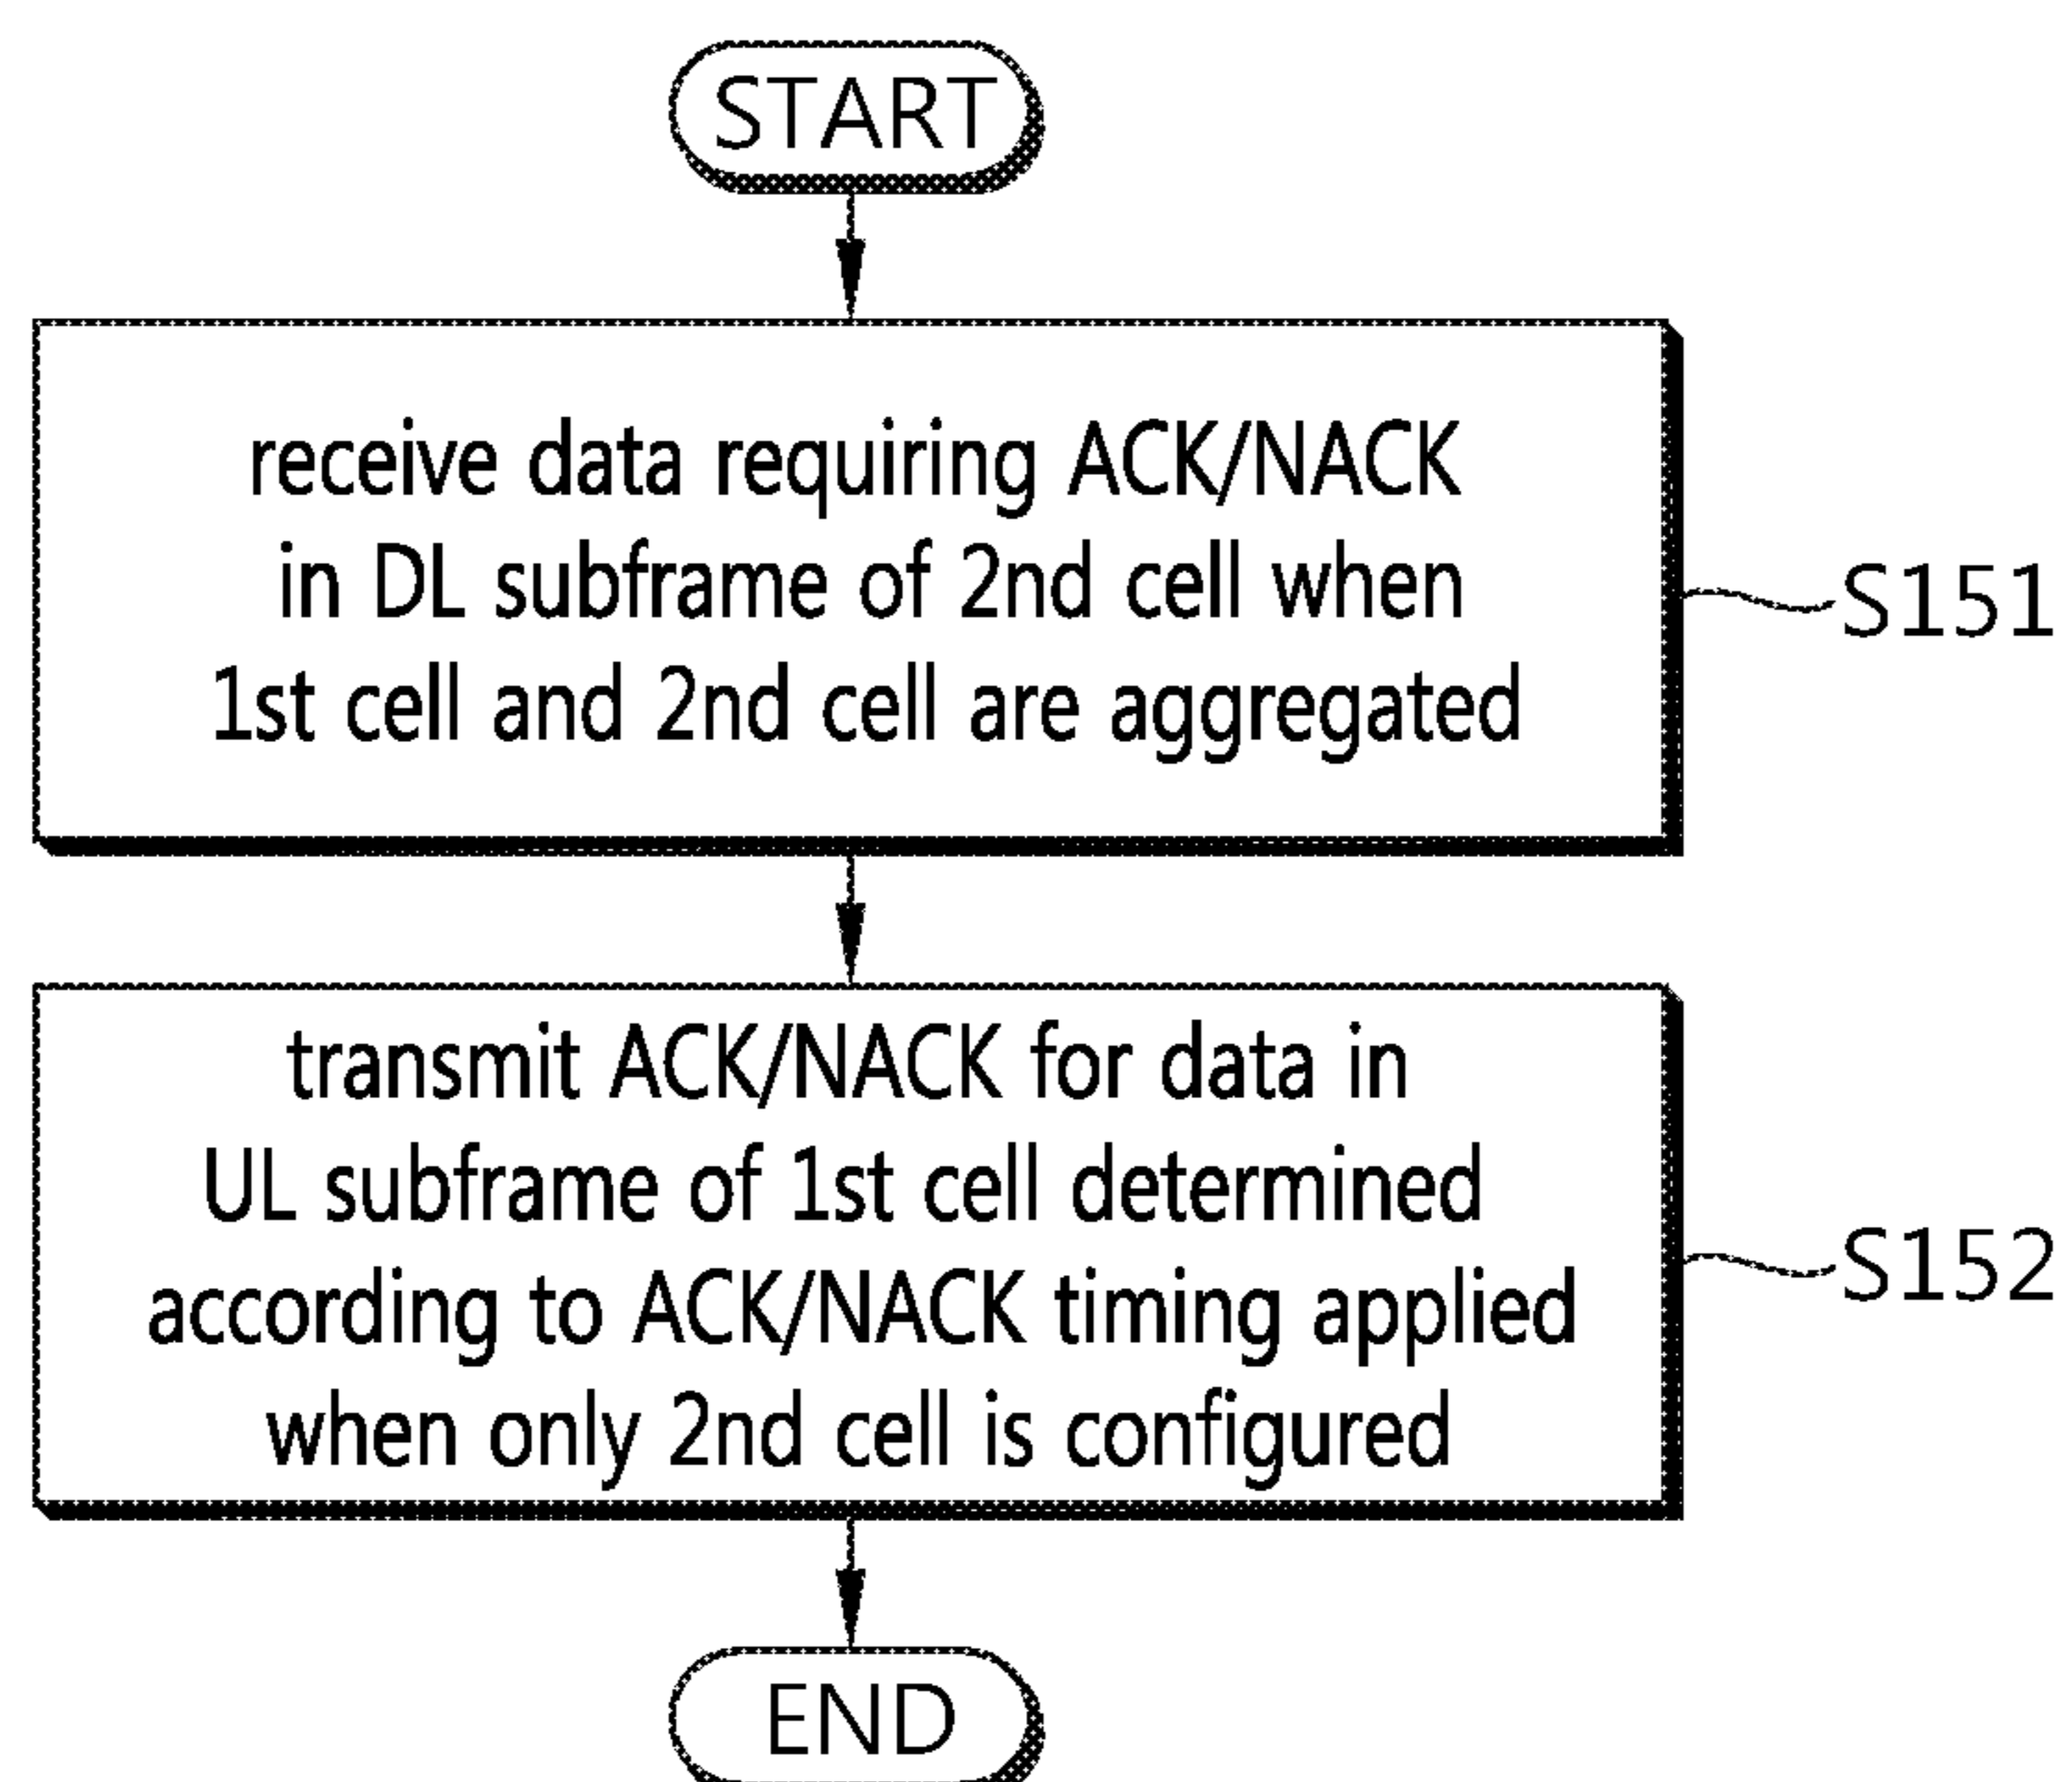 START
receive data requiring ACK/NACK
in DL subframe of 2nd cell when
1st cell and 2nd cell are aggregated
S151
transmit ACK/NACK for data in
UL subframe of 1st cell determined
according to ACK/NACK timing applied
when only 2nd cell is configured
S152
END